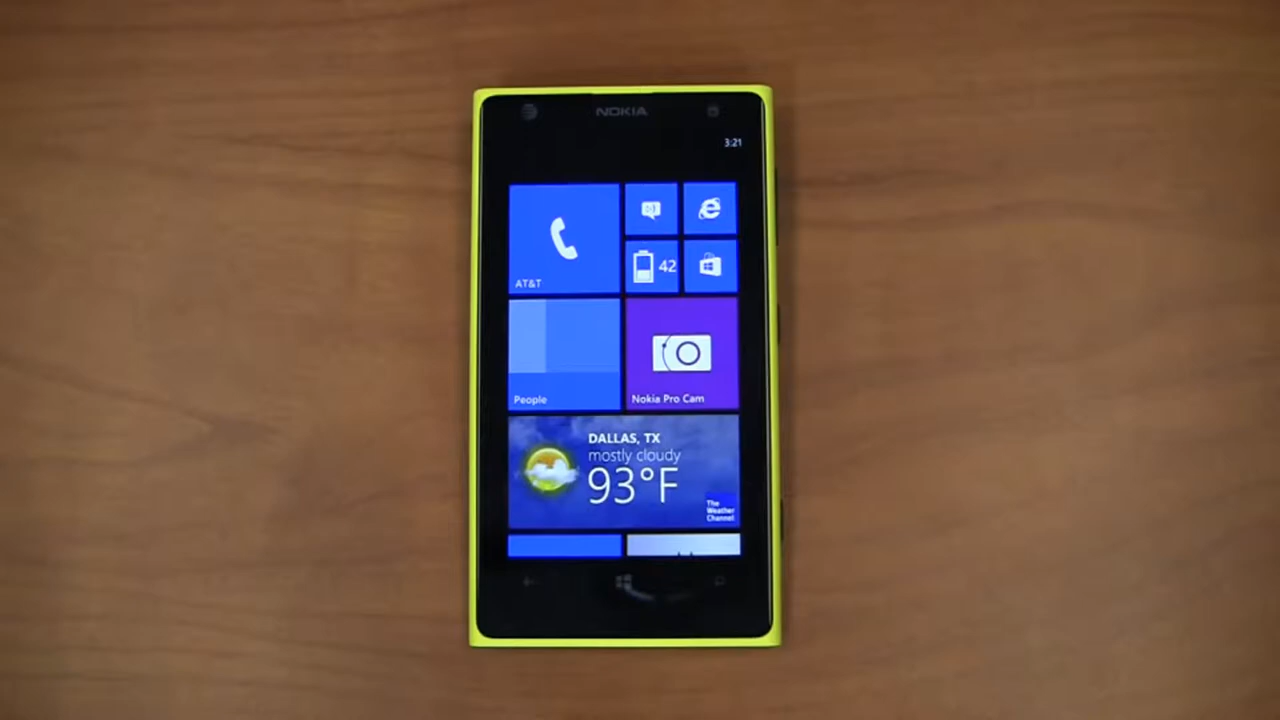 NOKIA
3:21
42
AT&T
People
Nokia Pro Cam
DALLAS, TX
mostly cloudy
93°F
The
Weather
Channel